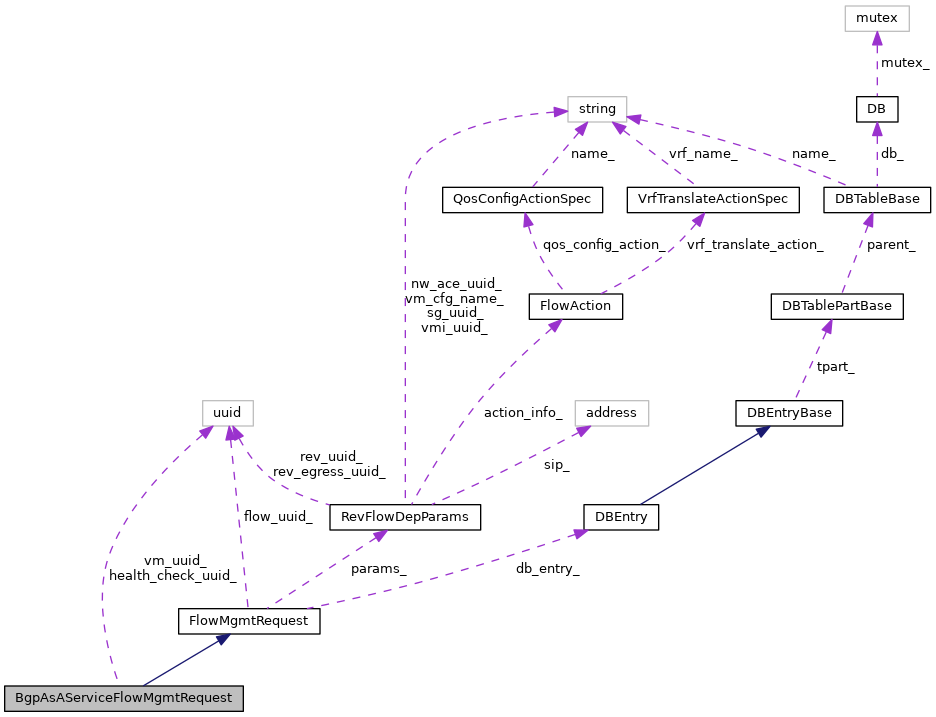 mutex
mutex_
string
DB
name_
vrf_name_
name_
db_
QosConfigActionSpec
VrfTranslateActionSpec
DBTableBase
qos_config_action_
vrf_translate_action_
parent_
nw_ace_uuid_
vm_cfg_name_
sg_uuid_
vmi_uuid_
FlowAction
DBTablePartBase
tpart_
uuid
action_info_
address
DBEntryBase
rev_uuid_
rev_egress_uuid_
sip_
flow_uuid_
RevFlowDepParams
DBEntry
vm_uuid_
health_check_uuid_
params_
db_entry_
FlowMgmtRequest
BgpAsAServiceFlowMgmtRequest